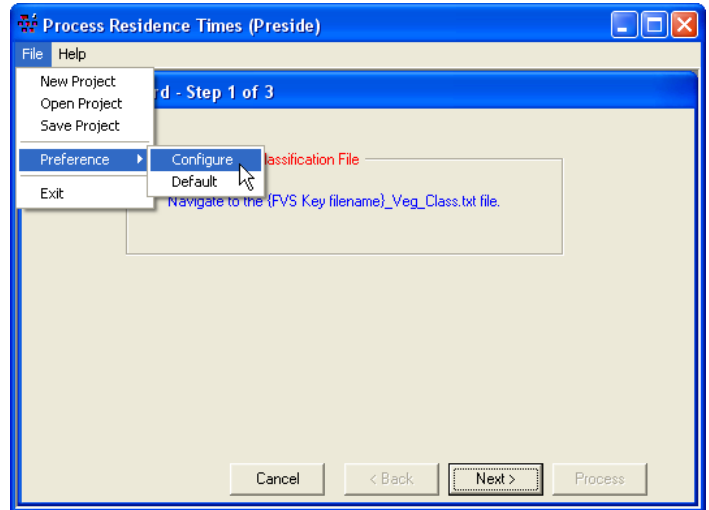 Process Residence Times (Preside)
File Help
New Project
Open Project
Save Project
Preference
Exit
Configure
Default
rd - Step 1 of 3
lassification File
Navigate to the {FVS Key filename}_Veg_Class.txt file.
Cancel < Back Next > Process